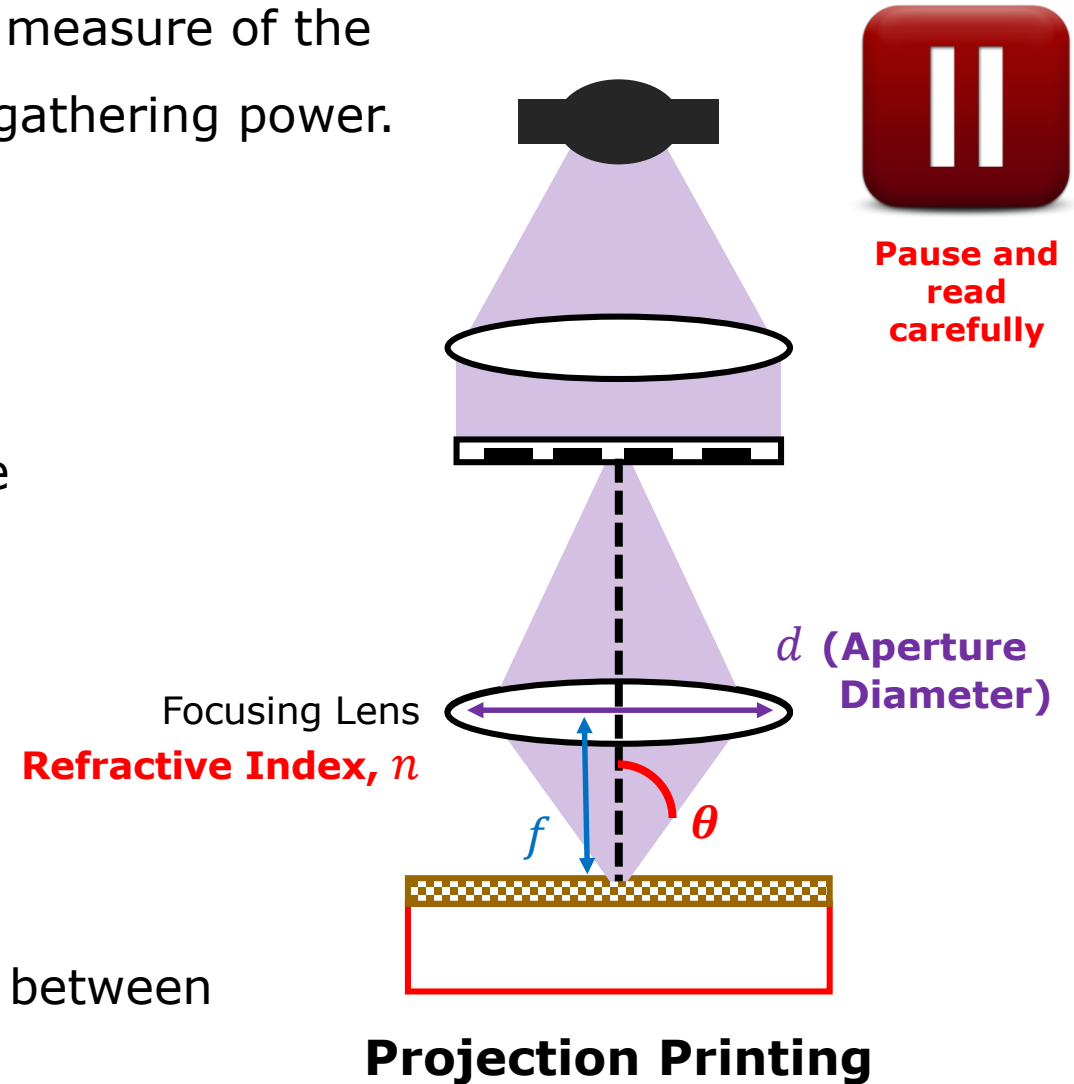 measure of the
gathering power.
Pause and
read
carefully
e
d (Aperture
Diameter)
Focusing Lens
Refractive Index, n
f
θ
between
Projection Printing